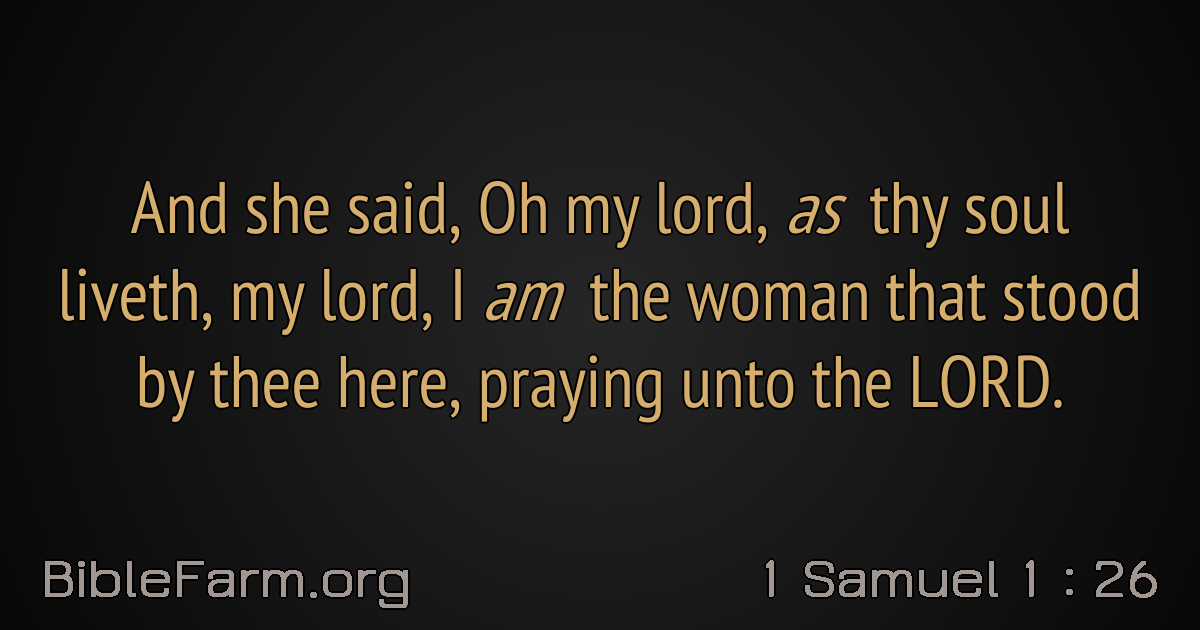 And she said, Oh my lord, as thy soul
liveth, my lord, I am the woman that stood
by thee here, praying unto the LORD.
BibleFarm.org
1 Samuel 1 : 26